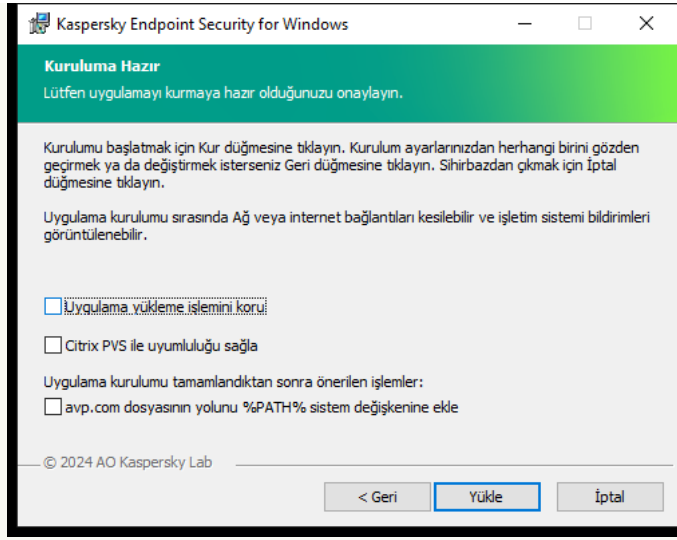 Kaspersky Endpoint Security for Windows
Kuruluma Hazır
Lütfen uygulamayı kurmaya hazır olduğunuzu onaylayın.
Kurulumu başlatmak için Kur düğmesine tıklayın. Kurulum ayarlarınızdan herhangi birini gözden
geçirmek ya da değiştirmek isterseniz Geri düğmesine tıklayın. Sihirbazdan çıkmak için İptal
düğmesine tıklayın.
Uygulama kurulumu sırasında Ağ veya internet bağlantıları kesilebilir ve işletim sistemi bildirimleri
görüntülenebilir.
Uygulama yükleme işlemini koru
Citrix PVS ile uyumluluğu sağla
Uygulama kurulumu tamamlandıktan sonra önerilen işlemler:
avp.com dosyasının yolunu %PATH% sistem değişkenine ekle
© 2024 AO Kaspersky Lab
< Geri Yükle İptal